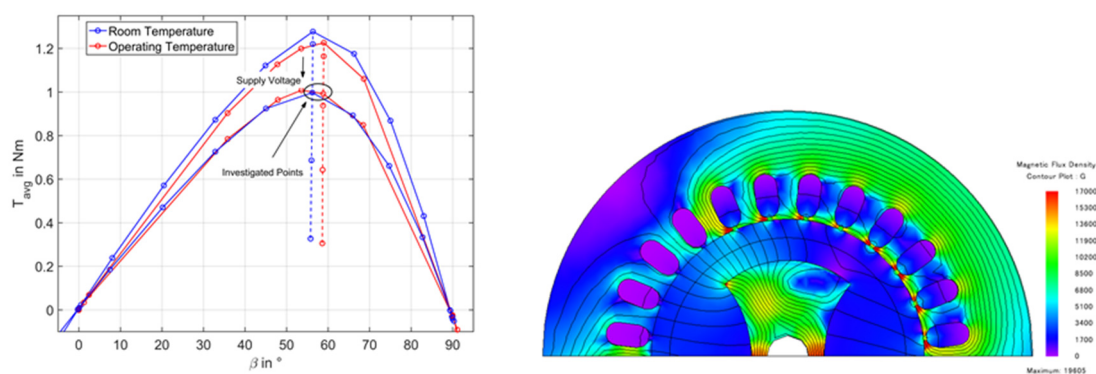 Room Temperature
Operating Temperature
Supply Voltage
Investigated Points
T_avg in Nm
1.2
1
0.8
0.6
0.4
0.2
0
0 10 20 30 40 50 60 70 80 90
β in °
Magnetic Flux Density
Contour Plot : G
17000
15300
13600
11900
10200
8500
6800
5100
3400
1700
0
Maximum: 19605